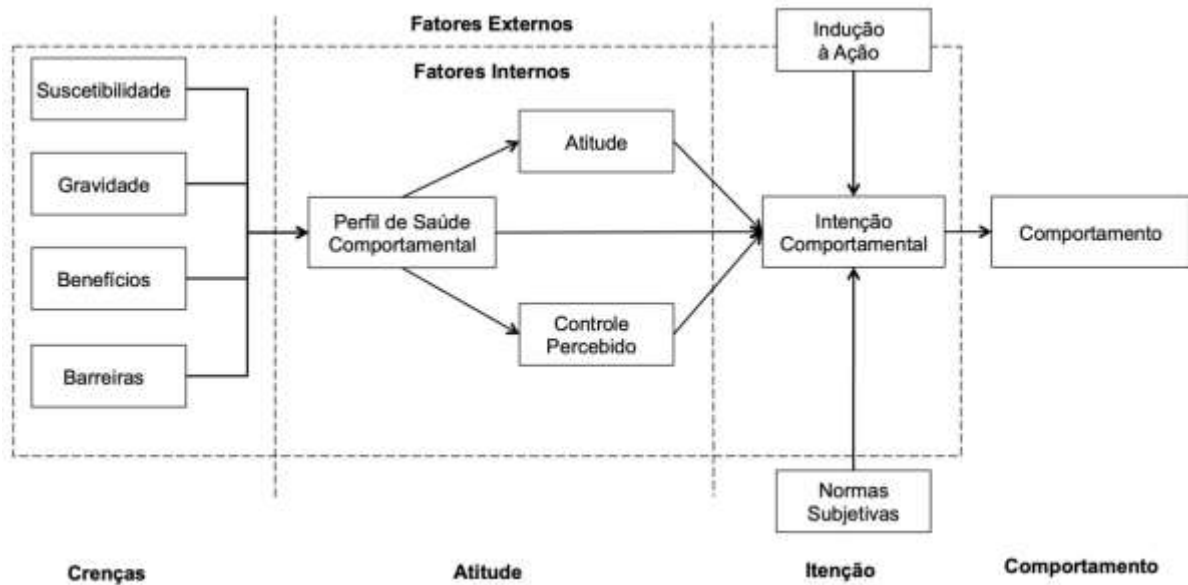 Fatores Externos
Indução
à Ação
Fatores Internos
Suscetibilidade
Atitude
Gravidade
Perfil de Saúde
Comportamental
Intenção
Comportamental
Comportamento
Benefícios
Controle
Percebido
Barreiras
Normas
Subjetivas
Crenças
Atitude
Itenção
Comportamento